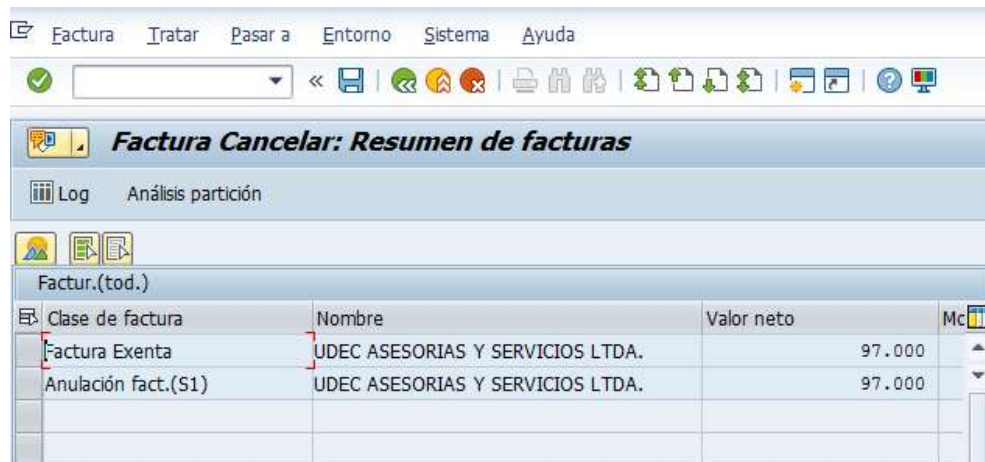 Factura Tratar Pasar a Entorno Sistema Ayuda
Factura Cancelar: Resumen de facturas
Log Análisis partición
Factur.(tod.)
Clase de factura Nombre Valor neto Mc
Factura Exenta UDEC ASESORIAS Y SERVICIOS LTDA. 97.000
Anulación fact.(S1) UDEC ASESORIAS Y SERVICIOS LTDA. 97.000